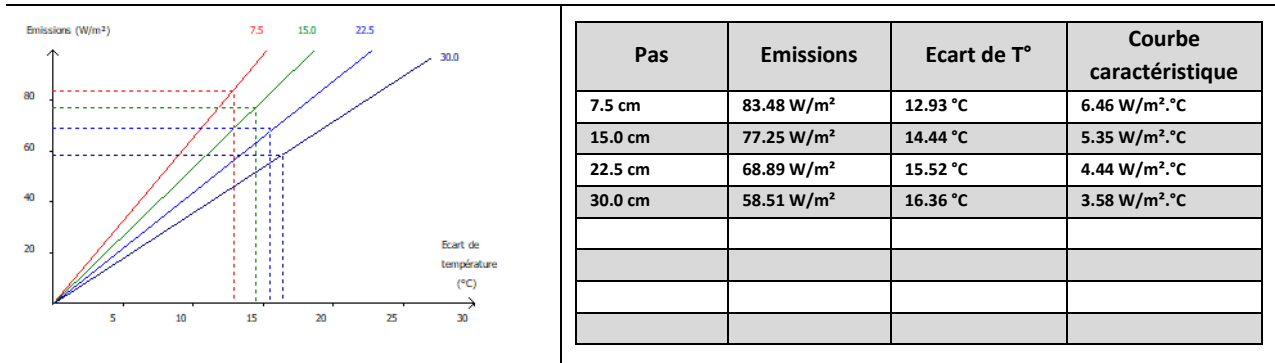 Emissions (W/m²)
7.5 15.0 22.5
30.0
80
60
40
20
Ecart de
température
(°C)
5 10 15 20 25 30
Pas Emissions Ecart de T° Courbe
caractéristique
7.5 cm 83.48 W/m² 12.93 °C 6.46 W/m².°C
15.0 cm 77.25 W/m² 14.44 °C 5.35 W/m².°C
22.5 cm 68.89 W/m² 15.52 °C 4.44 W/m².°C
30.0 cm 58.51 W/m² 16.36 °C 3.58 W/m².°C